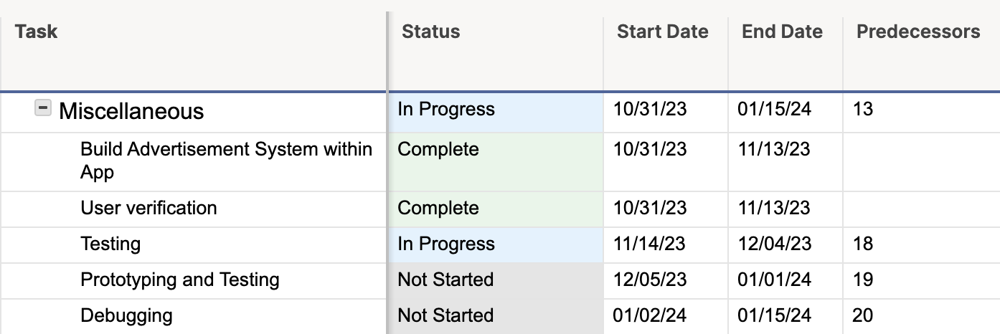 Task Status Start Date End Date Predecessors
Miscellaneous In Progress 10/31/23 01/15/24 13
Build Advertisement System within Complete 10/31/23 11/13/23
App
User verification Complete 10/31/23 11/13/23
Testing In Progress 11/14/23 12/04/23 18
Prototyping and Testing Not Started 12/05/23 01/01/24 19
Debugging Not Started 01/02/24 01/15/24 20